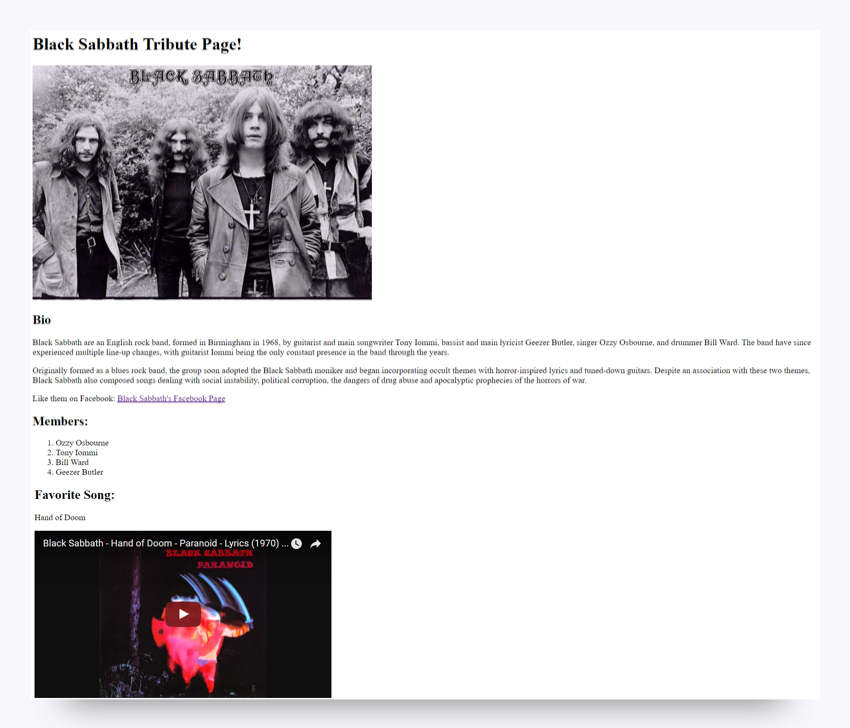 Black Sabbath Tribute Page!
BLACK SABBATH
Bio
Black Sabbath are an English rock band, formed in Birmingham in 1968, by guitarist and main songwriter Tony Iommi, bassist and main lyricist Geezer Butler, singer Ozzy Osbourne, and drummer Bill Ward. The band have since
experienced multiple line-up changes, with guitarist Iommi being the only constant presence in the band through the years.
Originally formed as a blues rock band, the group soon adopted the Black Sabbath moniker and began incorporating occult themes with horror-inspired lyrics and tuned-down guitars. Despite an association with these two themes,
Black Sabbath also composed songs dealing with social instability, political corruption, the dangers of drug abuse and apocalyptic prophecies of the horrors of war.
Like them on Facebook: Black Sabbath's Facebook Page
Members:
1. Ozzy Osbourne
2. Tony Iommi
3. Bill Ward
4. Geezer Butler
Favorite Song:
Hand of Doom
Black Sabbath - Hand of Doom - Paranoid - Lyrics (1970) ...
BLACK SABBATH
PARANOID